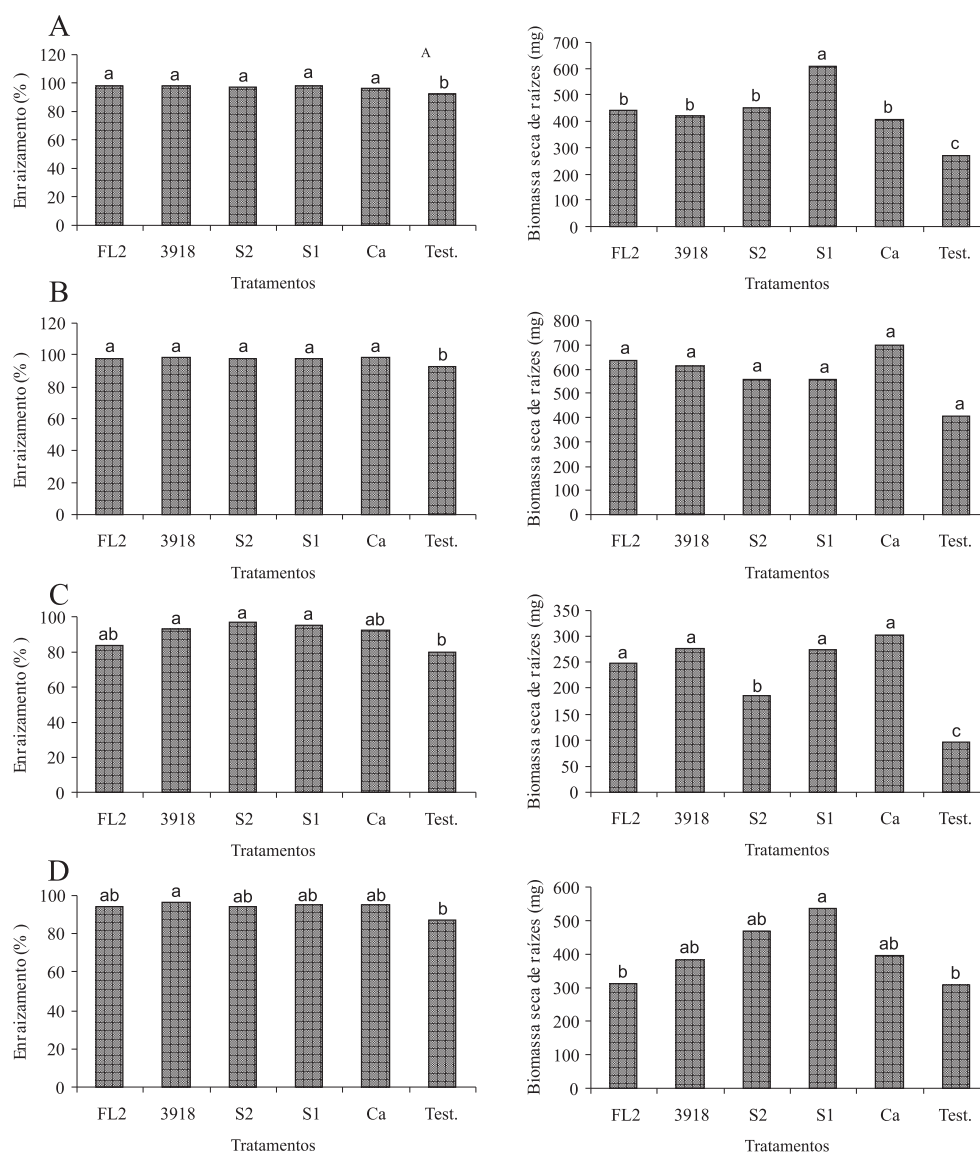 A
Enraizamento (% )
120
100
80
60
40
20
0
a a a a a b
A
FL2 3918 S2 S1 Ca Test.
Tratamentos
Biomassa seca de raízes (mg)
700
600
500
400
300
200
100
0
b b b a b c
FL2 3918 S2 S1 Ca Test.
Tratamentos
B
Enraizamento (% )
120
100
80
60
40
20
0
a a a a a b
FL2 3918 S2 S1 Ca Test.
Tratamentos
Biomassa seca de raízes (mg)
800
700
600
500
400
300
200
100
0
a a a a a a
FL2 3918 S2 S1 Ca Test.
Tratamentos
C
Enraizamento (% )
100
80
60
40
20
0
ab a a a ab b
FL2 3918 S2 S1 Ca Test.
Tratamentos
Biomassa seca de raízes (mg)
350
300
250
200
150
100
50
0
a a b a a c
FL2 3918 S2 S1 Ca Test.
Tratamentos
D
Enraizamento (% )
100
80
60
40
20
0
ab a ab ab ab b
FL2 3918 S2 S1 Ca Test.
Tratamentos
Biomassa seca de raízes (mg)
600
500
400
300
200
100
0
b ab ab a ab b
FL2 3918 S2 S1 Ca Test.
Tratamentos